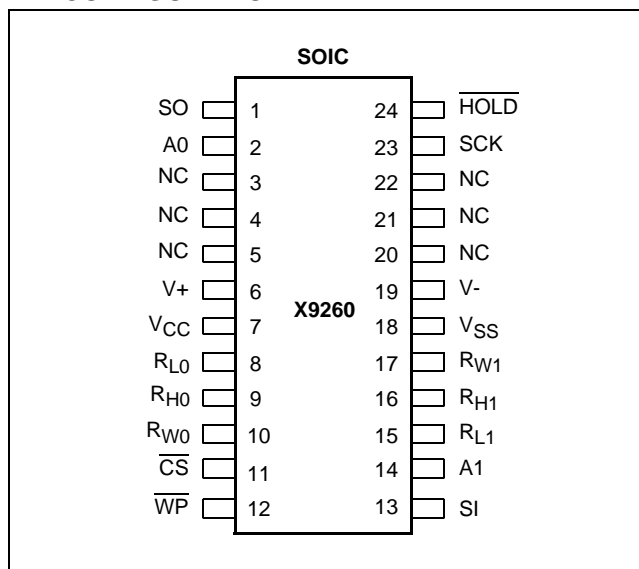 SOIC
SO 1 24 HOLD
A0 2 23 SCK
NC 3 22 NC
NC 4 21 NC
NC 5 20 NC
V+ 6 19 V-
X9260
VCC 7 18 VSS
RL0 8 17 RW1
RH0 9 16 RH1
RW0 10 15 RL1
CS 11 14 A1
WP 12 13 SI